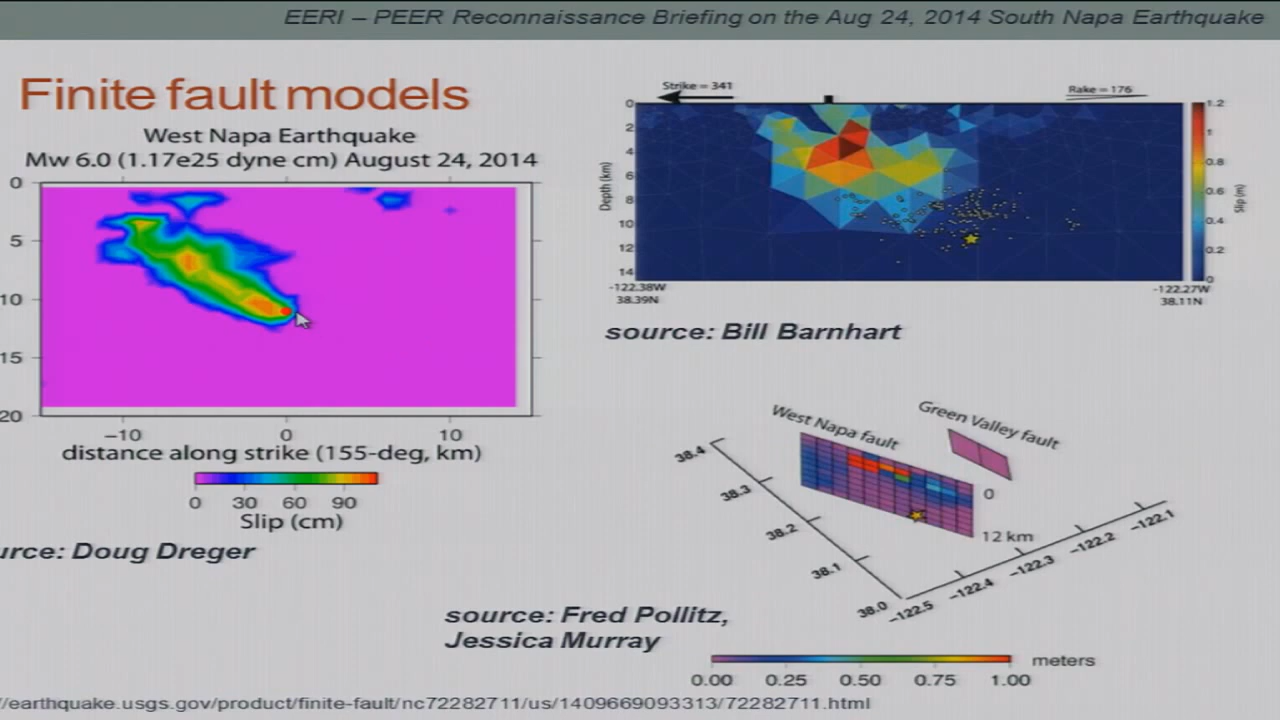 EERI – PEER Reconnaissance Briefing on the Aug 24, 2014 South Napa Earthquake
Finite fault models
West Napa Earthquake
Mw 6.0 (1.17e25 dyne cm) August 24, 2014
0
5
10
15
20
−10 0 10
distance along strike (155-deg, km)
0 30 60 90
Slip (cm)
urce: Doug Dreger
Strike = 341
Rake = 176
Depth (km)
0
2
4
6
8
10
12
14
1.2
1
0.8
0.6
0.4
0.2
0
Slip (m)
-122.38W
38.39N
-122.27W
38.11N
source: Bill Barnhart
West Napa fault
Green Valley fault
0
12 km
38.4
38.3
38.2
38.1
38.0
−122.5
−122.4
−122.3
−122.2
−122.1
source: Fred Pollitz,
Jessica Murray
meters
0.00 0.25 0.50 0.75 1.00
//earthquake.usgs.gov/product/finite-fault/nc72282711/us/1409669093313/72282711.html